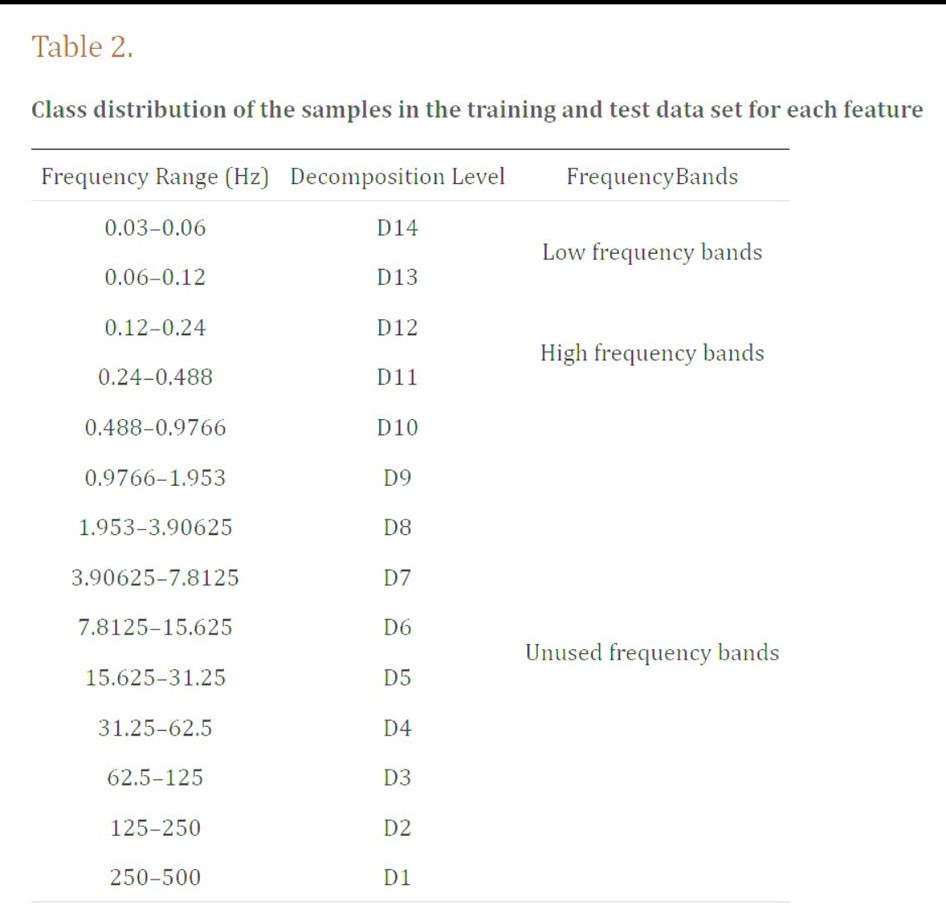 Table 2.
Class distribution of the samples in the training and test data set for each feature
Frequency Range (Hz) Decomposition Level FrequencyBands
0.03–0.06 D14
Low frequency bands
0.06–0.12 D13
0.12–0.24 D12
High frequency bands
0.24–0.488 D11
0.488–0.9766 D10
0.9766–1.953 D9
1.953–3.90625 D8
3.90625–7.8125 D7
7.8125–15.625 D6
Unused frequency bands
15.625–31.25 D5
31.25–62.5 D4
62.5–125 D3
125–250 D2
250–500 D1